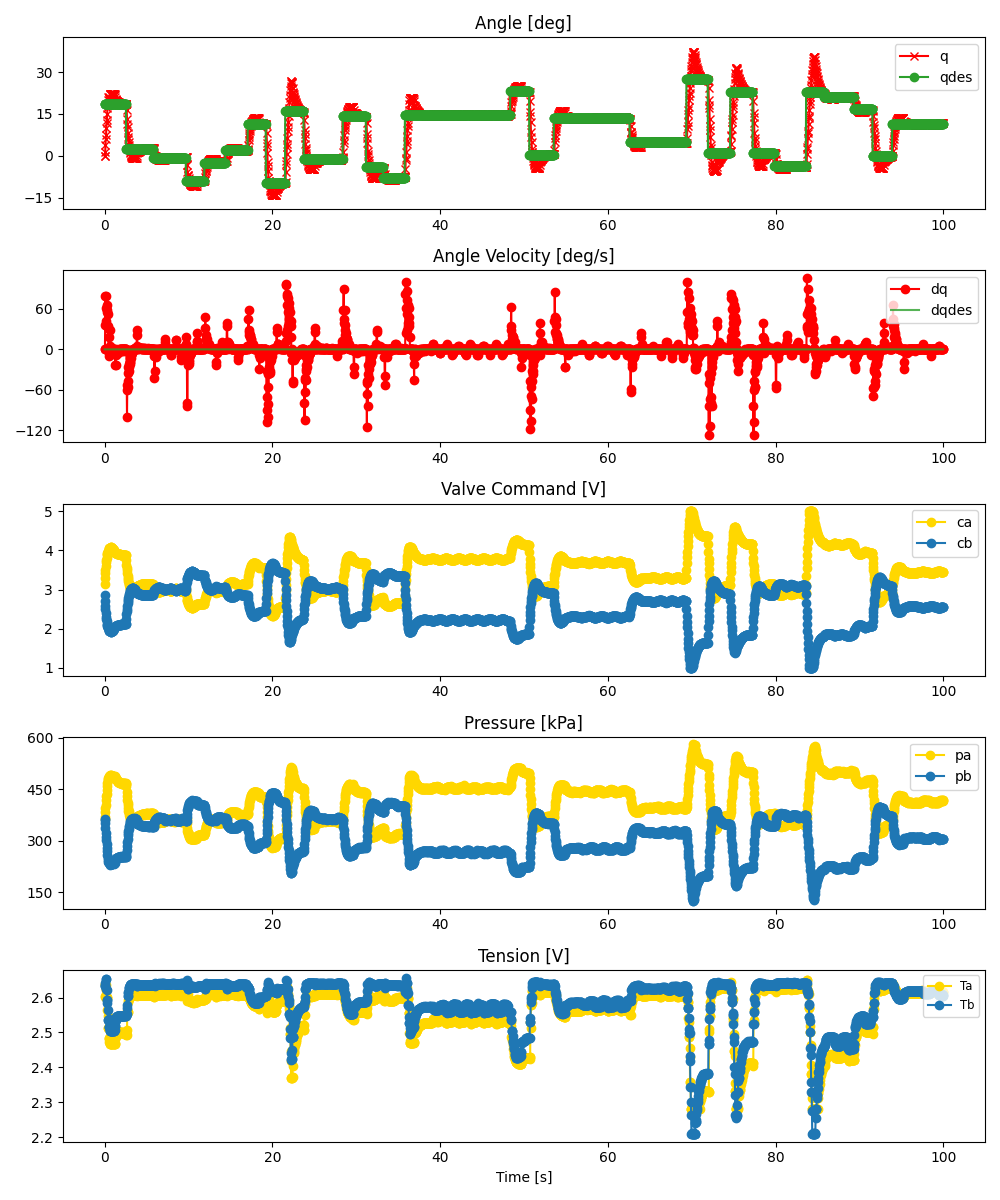 Angle [deg]
30
15
0
−15
q
qdes
0 20 40 60 80 100
Angle Velocity [deg/s]
60
0
−60
−120
dq
dqdes
0 20 40 60 80 100
Valve Command [V]
5
4
3
2
1
ca
cb
0 20 40 60 80 100
Pressure [kPa]
600
450
300
150
pa
pb
0 20 40 60 80 100
Tension [V]
2.6
2.5
2.4
2.3
2.2
Ta
Tb
0 20 40 60 80 100
Time [s]